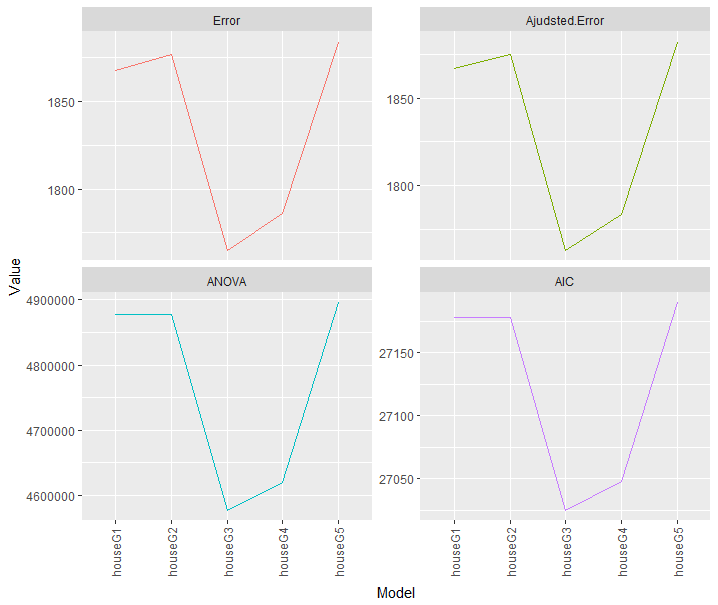 Error
Ajudsted.Error
1850
1800
1850
1800
Value
ANOVA
AIC
4900000
4800000
4700000
4600000
27150
27100
27050
houseG1
houseG2
houseG3
houseG4
houseG5
houseG1
houseG2
houseG3
houseG4
houseG5
Model